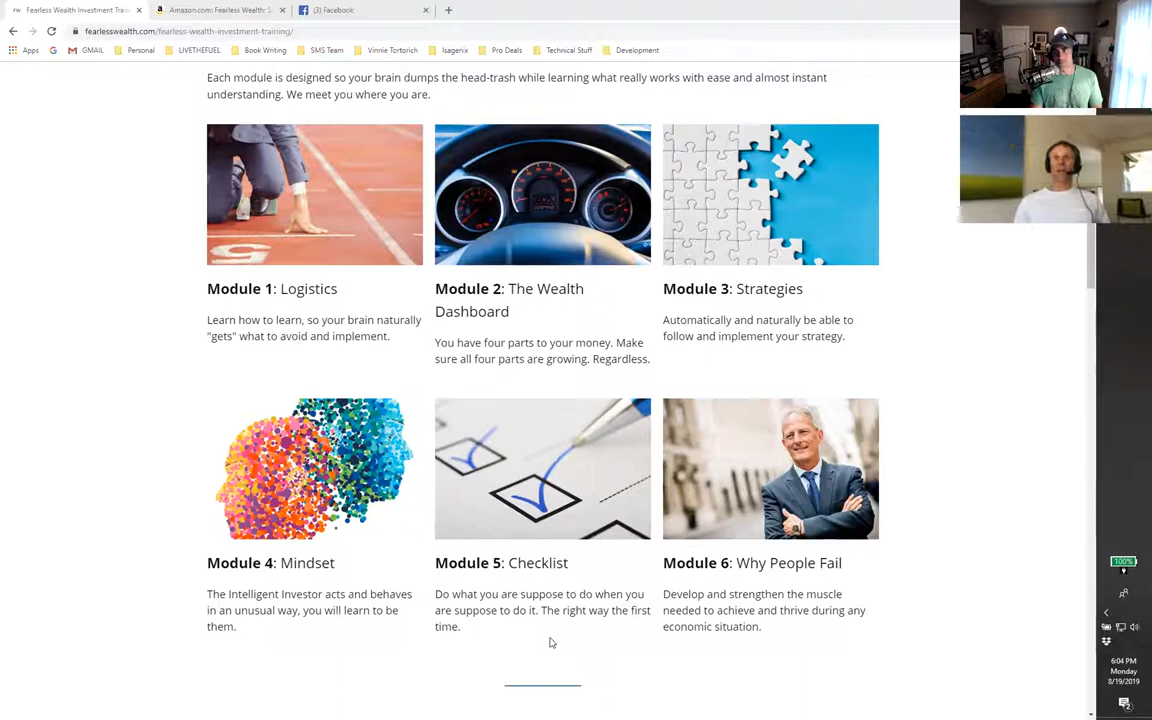 Fearless Wealth Investment Train
Amazon.com: Fearless Wealth: S
(3) Facebook
fearlesswealth.com/fearless-wealth-investment-training/
Apps
GMAIL
Personal
LIVETHEFUEL
Book Writing
SMS Team
Vinnie Tortorich
Isagenix
Pro Deals
Technical Stuff
Development
Each module is designed so your brain dumps the head-trash while learning what really works with ease and almost instant
understanding. We meet you where you are.
Module 1: Logistics
Learn how to learn, so your brain naturally
"gets" what to avoid and implement.
Module 2: The Wealth
Dashboard
You have four parts to your money. Make
sure all four parts are growing. Regardless.
Module 3: Strategies
Automatically and naturally be able to
follow and implement your strategy.
Module 4: Mindset
The Intelligent Investor acts and behaves
in an unusual way, you will learn to be
them.
Module 5: Checklist
Do what you are suppose to do when you
are suppose to do it. The right way the first
time.
Module 6: Why People Fail
Develop and strengthen the muscle
needed to achieve and thrive during any
economic situation.
100%
6:04 PM
Monday
8/19/2019
2